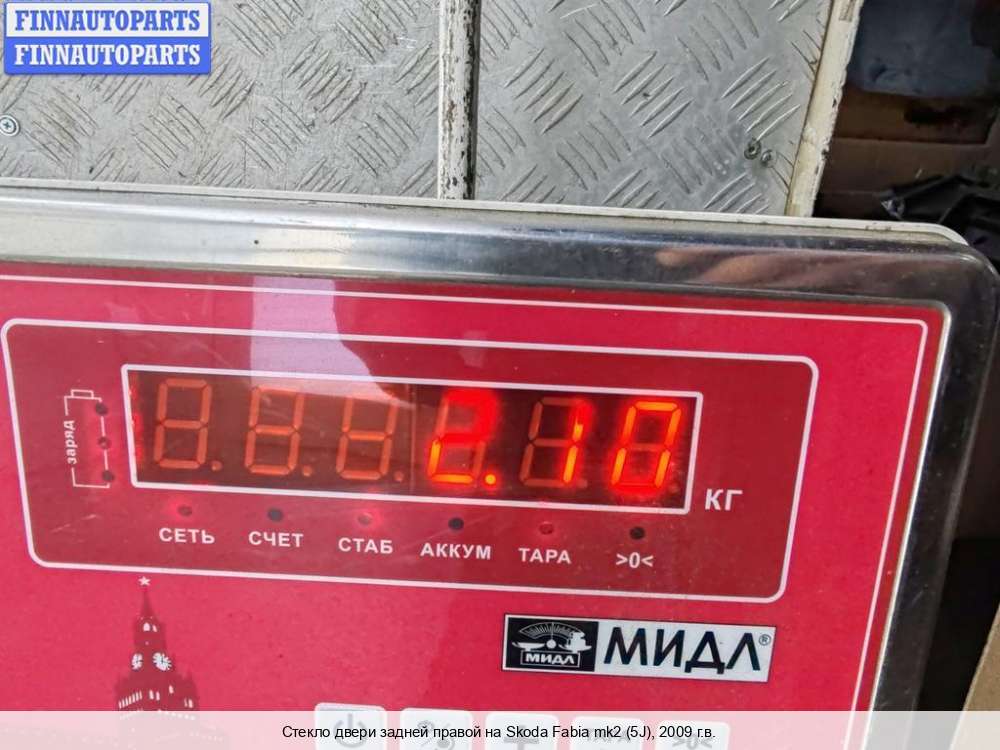 FINNAUTOPARTS
FINNAUTOPARTS
заряд
2.10
КГ
СЕТЬ СЧЕТ СТАБ АККУМ ТАРА >0<
МИДЛ МИДЛ®
>0<
Стекло двери задней правой на Skoda Fabia mk2 (5J), 2009 г.в.